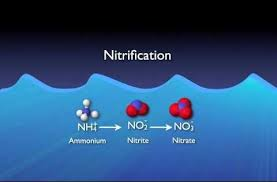 Nitrification
NH₄⁺ → NO₂⁻ → NO₃⁻
Ammonium Nitrite Nitrate